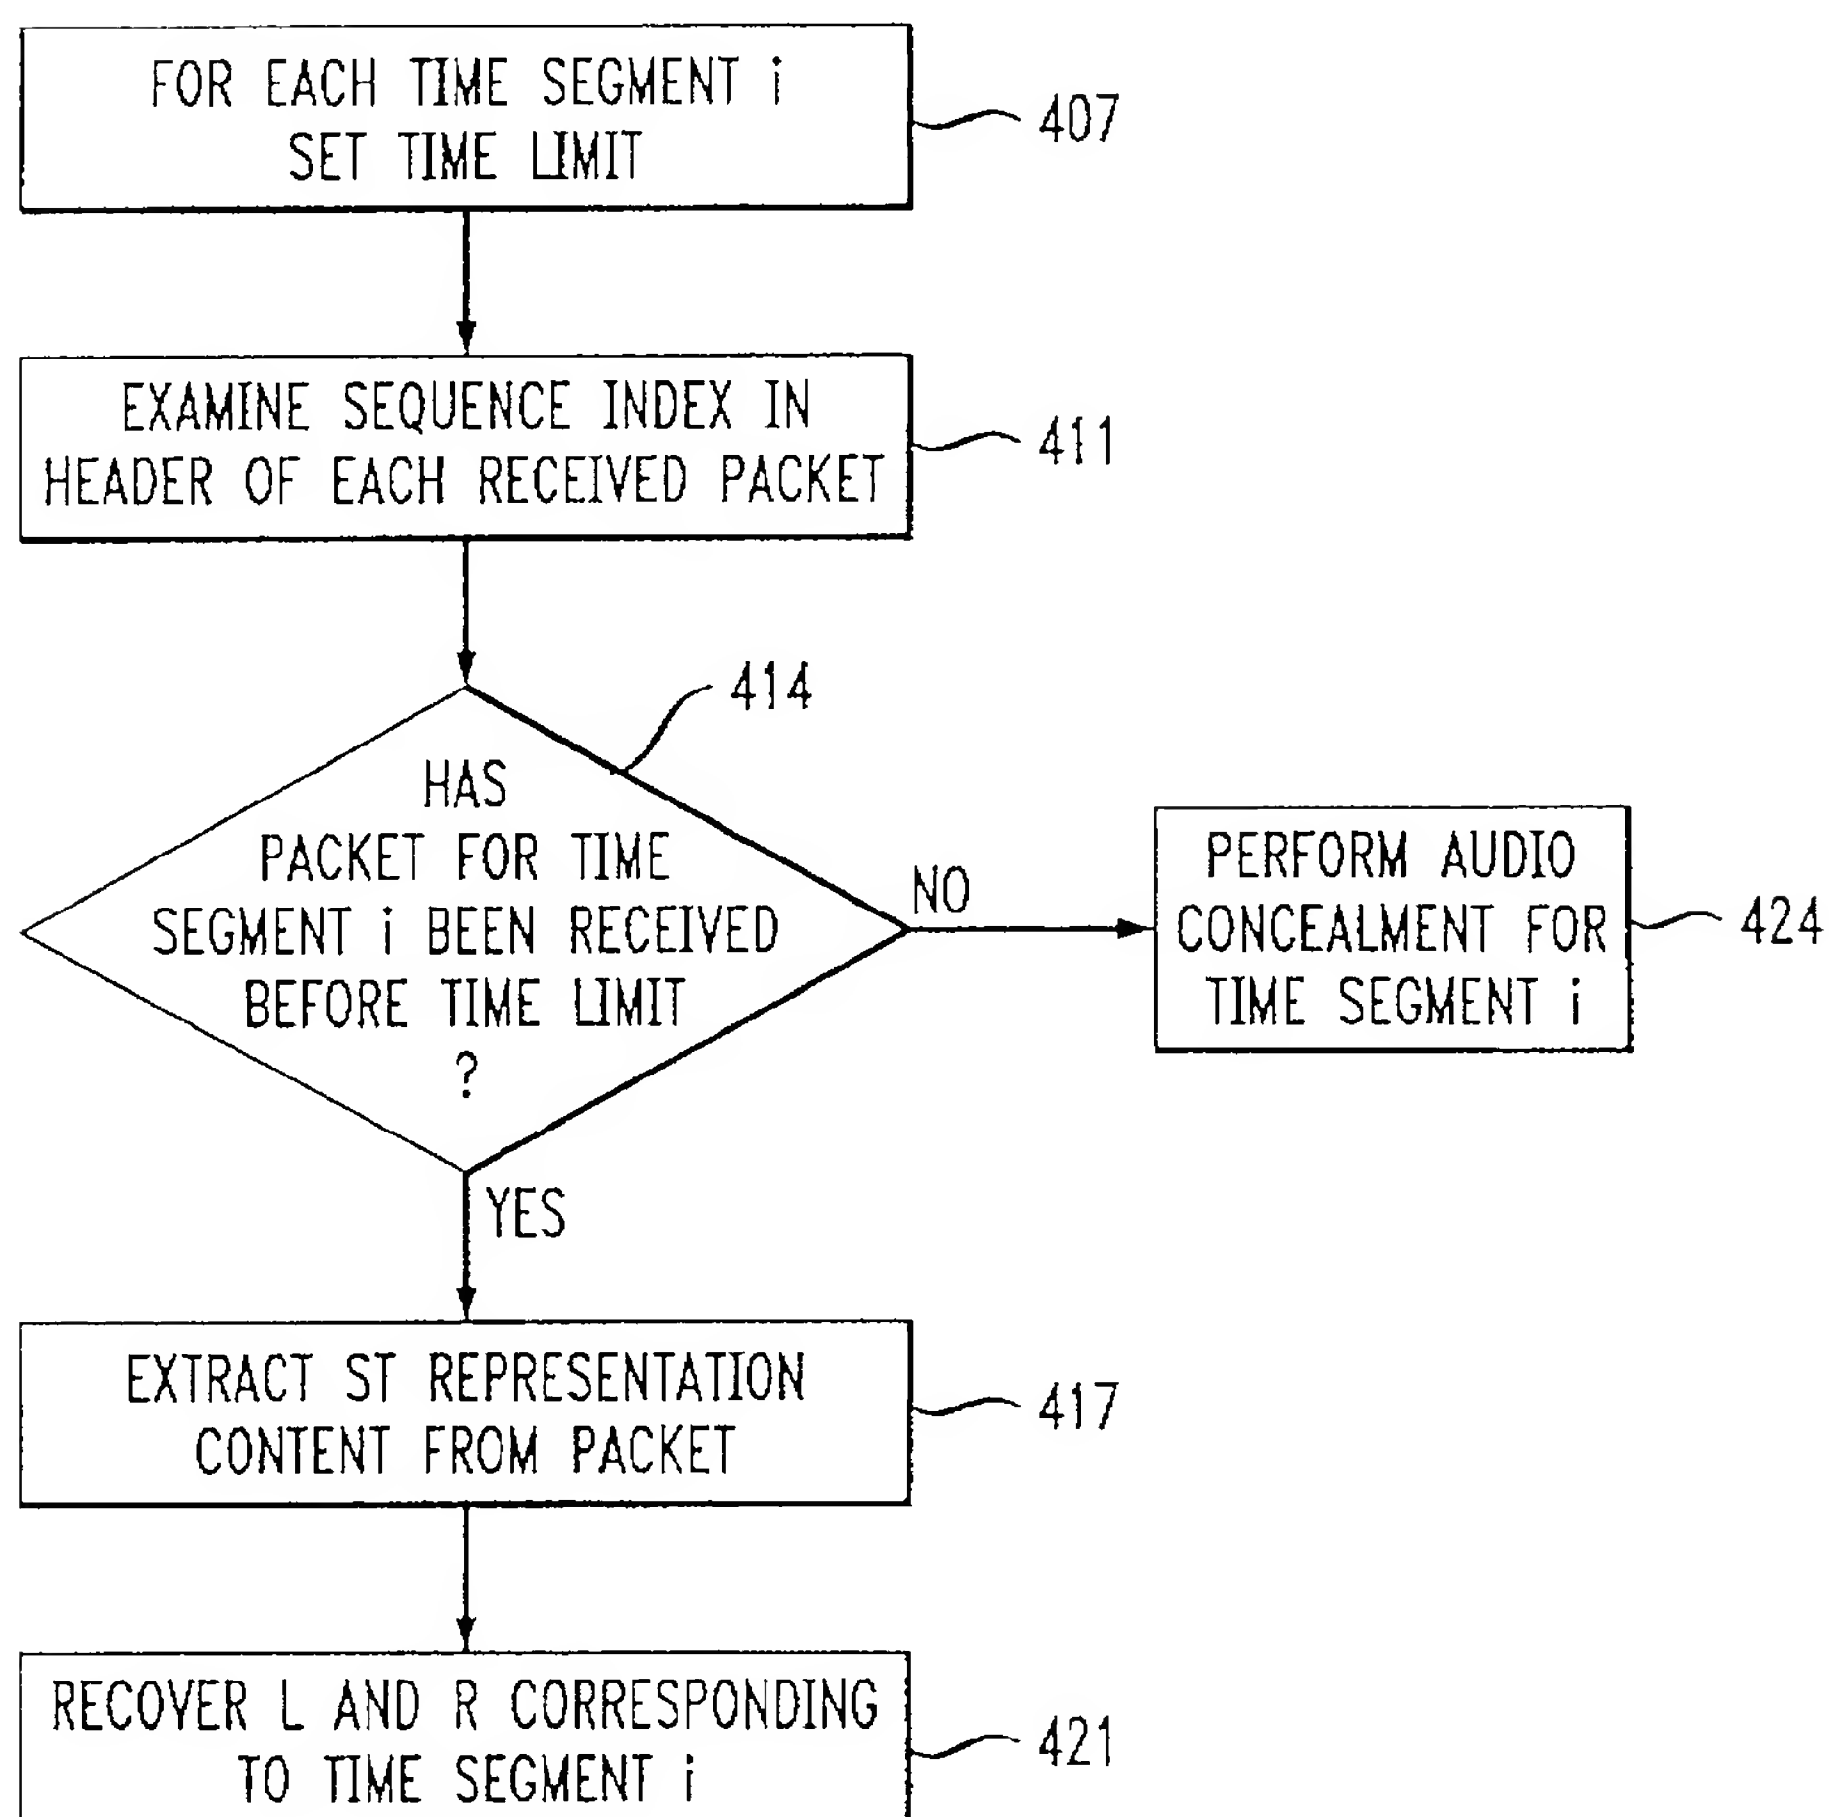 FOR EACH TIME SEGMENT i
SET TIME LIMIT
407
EXAMINE SEQUENCE INDEX IN
HEADER OF EACH RECEIVED PACKET
411
414
HAS
PACKET FOR TIME
SEGMENT i BEEN RECEIVED
BEFORE TIME LIMIT
?
NO
PERFORM AUDIO
CONCEALMENT FOR
TIME SEGMENT i
424
YES
EXTRACT ST REPRESENTATION
CONTENT FROM PACKET
417
RECOVER L AND R CORRESPONDING
TO TIME SEGMENT i
421